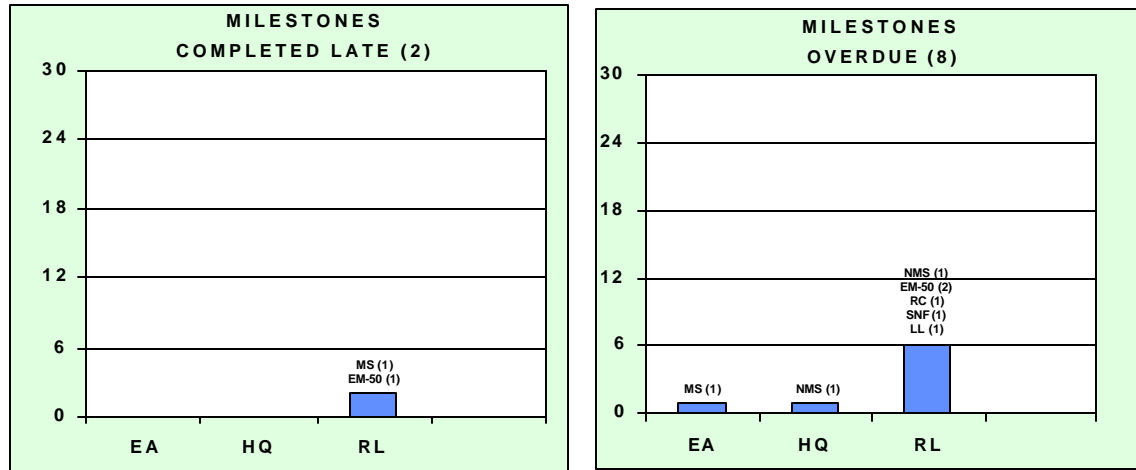 MILESTONES
COMPLETED LATE (2)
30
24
18
12
6
0
MS (1)
EM-50 (1)
EA HQ RL
MILESTONES
OVERDUE (8)
30
24
18
12
6
0
NMS (1)
EM-50 (2)
RC (1)
SNF (1)
LL (1)
MS (1) NMS (1)
EA HQ RL